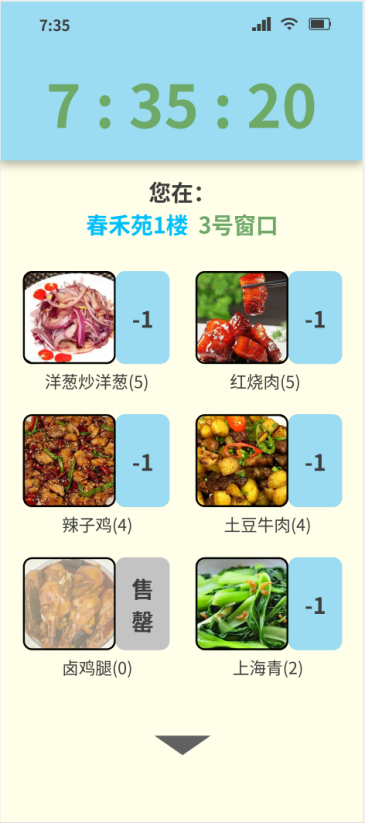 7:35
7 : 35 : 20
您在：
春禾苑1楼 3号窗口
-1 -1
洋葱炒洋葱(5) 红烧肉(5)
-1 -1
辣子鸡(4) 土豆牛肉(4)
售
罄
-1
卤鸡腿(0) 上海青(2)